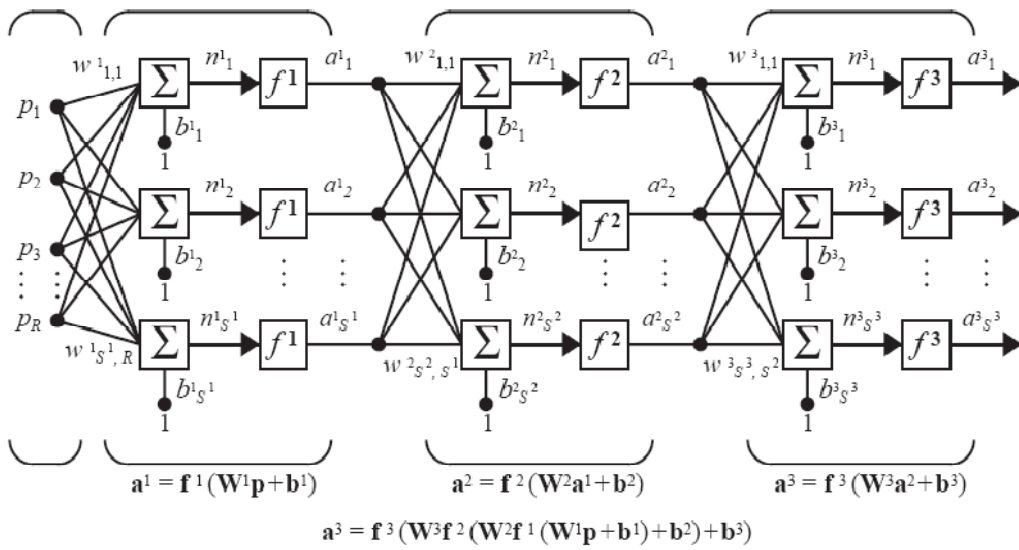 w¹1,1 n¹1 a¹1 w²1,1 n²1 a²1 w³1,1 n³1 a³1
Σ f1 Σ f2 Σ f3
p1
b¹1 b²1 b³1
1 1 1
p2
n¹2 a¹2 n²2 a²2 n³2 a³2
Σ f1 Σ f2 Σ f3
p3
b¹2 b²2 b³2
1 1 1
pR
n¹S¹ a¹S¹ n²S² a²S² n³S³ a³S³
Σ f1 Σ f2 Σ f3
w¹S¹, R w²S², S¹ w³S³, S²
b¹S¹ b²S² b³S³
1 1 1
a¹ = f¹(W¹p+b¹) a² = f²(W²a¹+b²) a³ = f³(W³a²+b³)
a³ = f³(W³f²(W²f¹(W¹p+b¹)+b²)+b³)